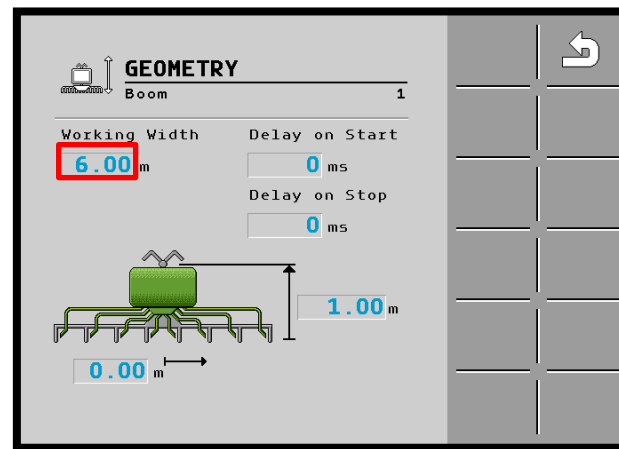 GEOMETRY
Boom 1
Working Width Delay on Start
6.00 m 0 ms
Delay on Stop
0 ms
1.00 m
0.00 m